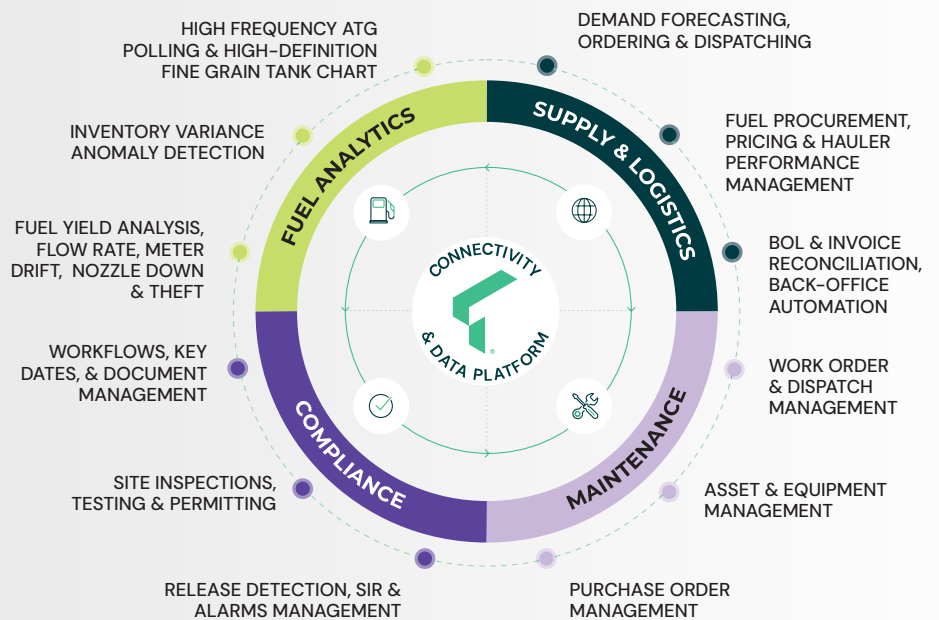 HIGH FREQUENCY ATG
POLLING & HIGH-DEFINITION
FINE GRAIN TANK CHART
DEMAND FORECASTING,
ORDERING & DISPATCHING
INVENTORY VARIANCE
ANOMALY DETECTION
FUEL PROCUREMENT,
PRICING & HAULER
PERFORMANCE
MANAGEMENT
FUEL YIELD ANALYSIS,
FLOW RATE, METER
DRIFT, NOZZLE DOWN
& THEFT
BOL & INVOICE
RECONCILIATION,
BACK-OFFICE
AUTOMATION
FUEL ANALYTICS
SUPPLY & LOGISTICS
CONNECTIVITY
& DATA PLATFORM
®
COMPLIANCE
MAINTENANCE
WORKFLOWS, KEY
DATES, & DOCUMENT
MANAGEMENT
WORK ORDER
& DISPATCH
MANAGEMENT
SITE INSPECTIONS,
TESTING & PERMITTING
ASSET & EQUIPMENT
MANAGEMENT
RELEASE DETECTION, SIR &
ALARMS MANAGEMENT
PURCHASE ORDER
MANAGEMENT